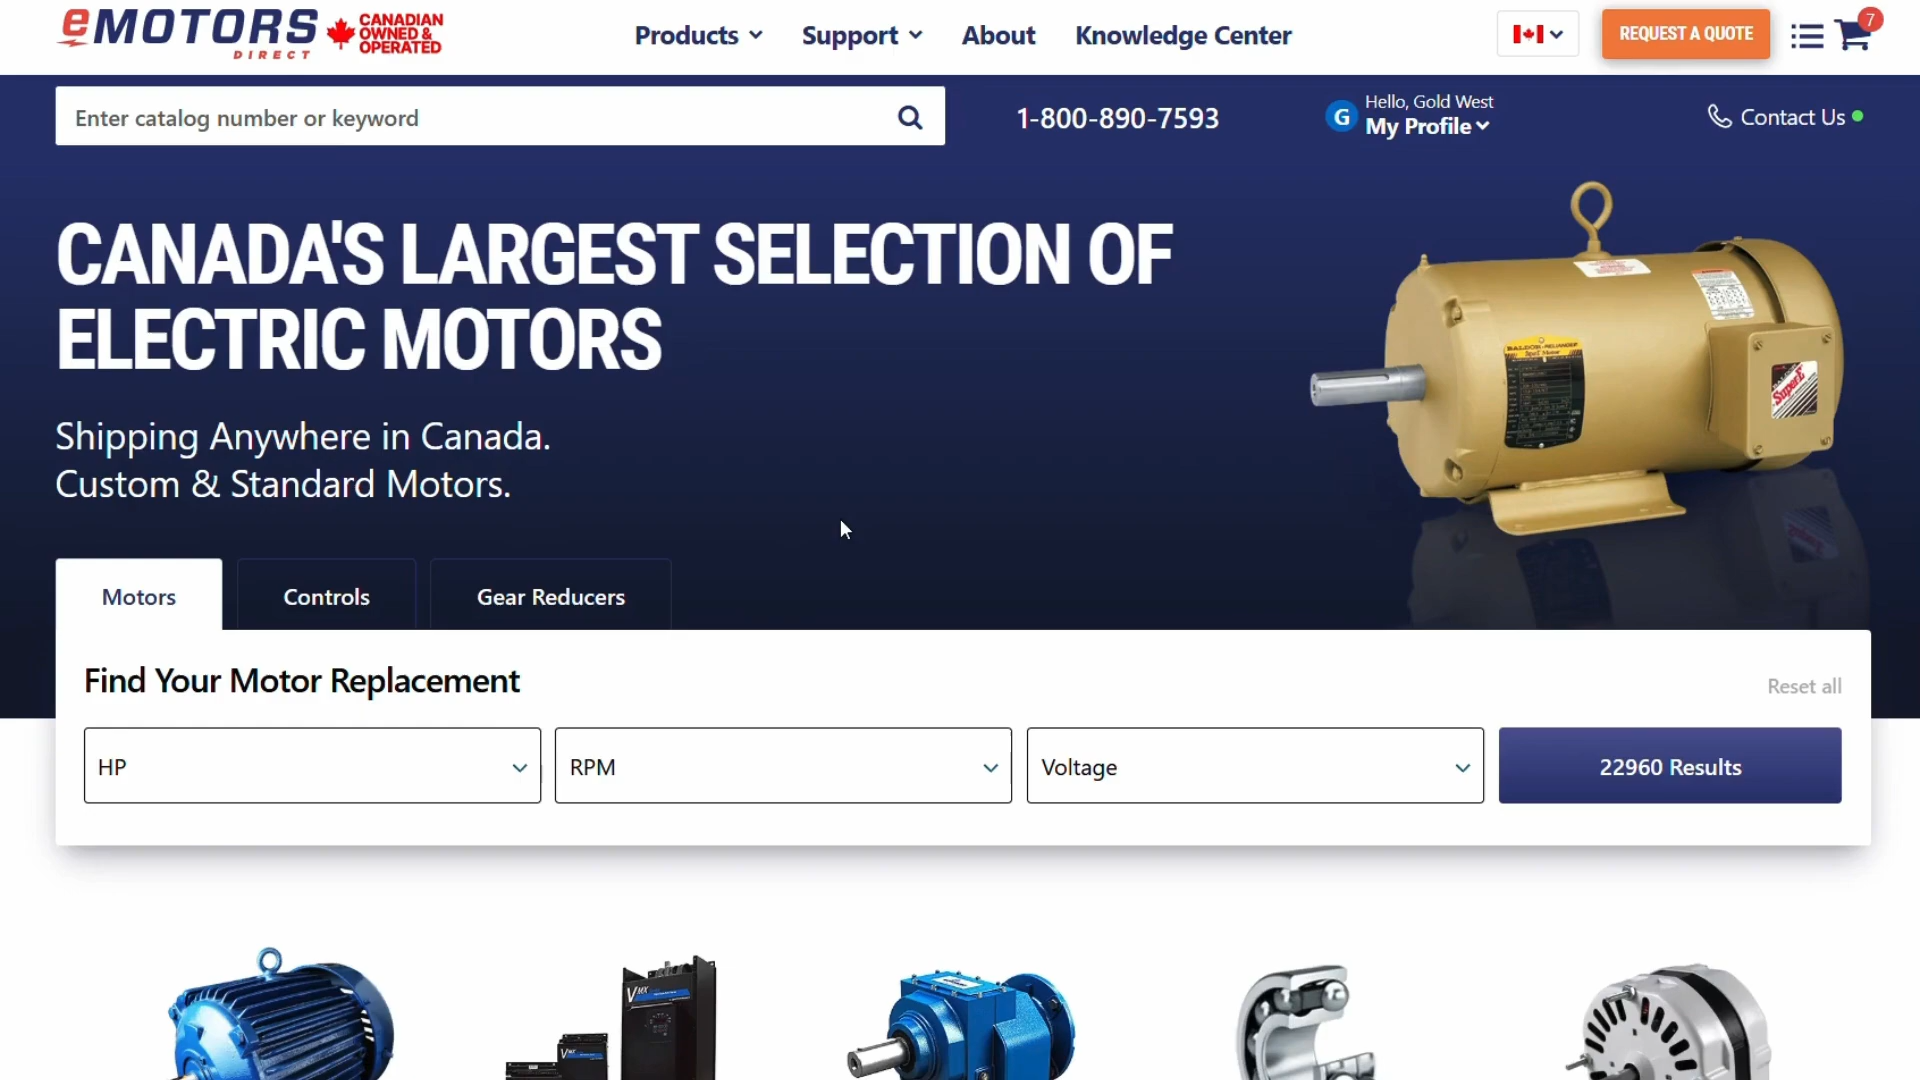 eMOTORS
DIRECT
CANADIAN
OWNED &
OPERATED
Products
Support
About
Knowledge Center
REQUEST A QUOTE
7
Enter catalog number or keyword
1-800-890-7593
G
Hello, Gold West
My Profile
Contact Us
CANADA'S LARGEST SELECTION OF
ELECTRIC MOTORS
Shipping Anywhere in Canada.
Custom & Standard Motors.
BALDOR-RELIANCE
Super-E
Motors
Controls
Gear Reducers
Find Your Motor Replacement
Reset all
HP
RPM
Voltage
22960 Results